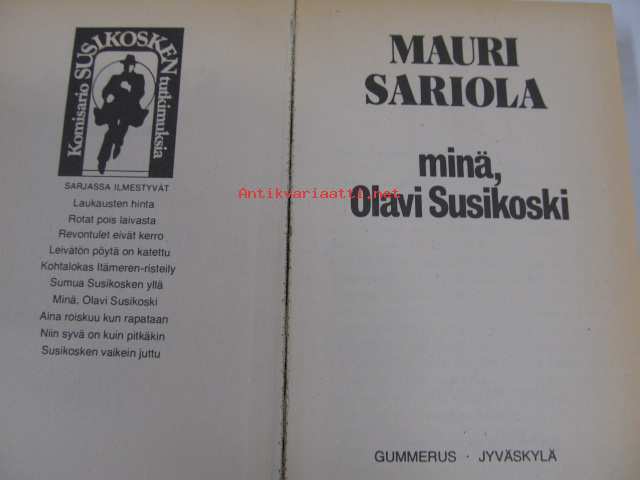 Komisario SUSIKOSKEN tutkimuksia
SARJASSA ILMESTYVÄT
Laukausten hinta
Rotat pois laivasta
Revontulet eivät kerro
Leivätön pöytä on katettu
Kohtalokas Itämeren-risteily
Sumua Susikosken yllä
Minä, Olavi Susikoski
Aina roiskuu kun rapataan
Niin syvä on kuin pitkäkin
Susikosken vaikein juttu
MAURI
SARIOLA
minä,
Olavi Susikoski
GUMMERUS · JYVÄSKYLÄ
Antikvariaatti.net